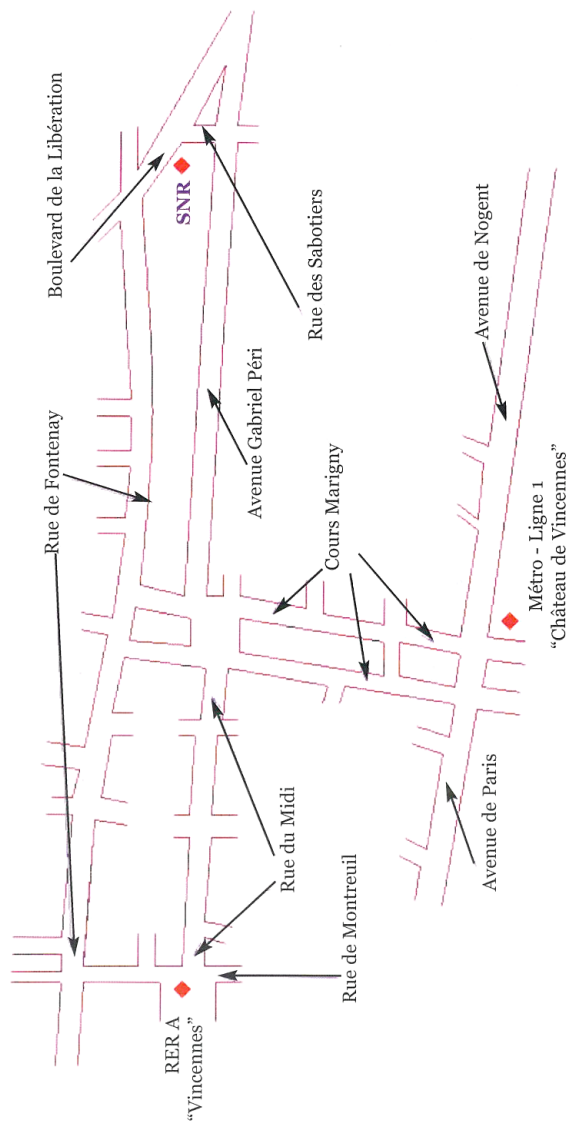 Boulevard de la Libération
Rue de Fontenay
SNR
Rue des Sabotiers
Avenue Gabriel Péri
Rue du Midi
RER A
“Vincennes”
Rue de Montreuil
Cours Marigny
Avenue de Nogent
Métro - Ligne 1
“Château de Vincennes”
Avenue de Paris